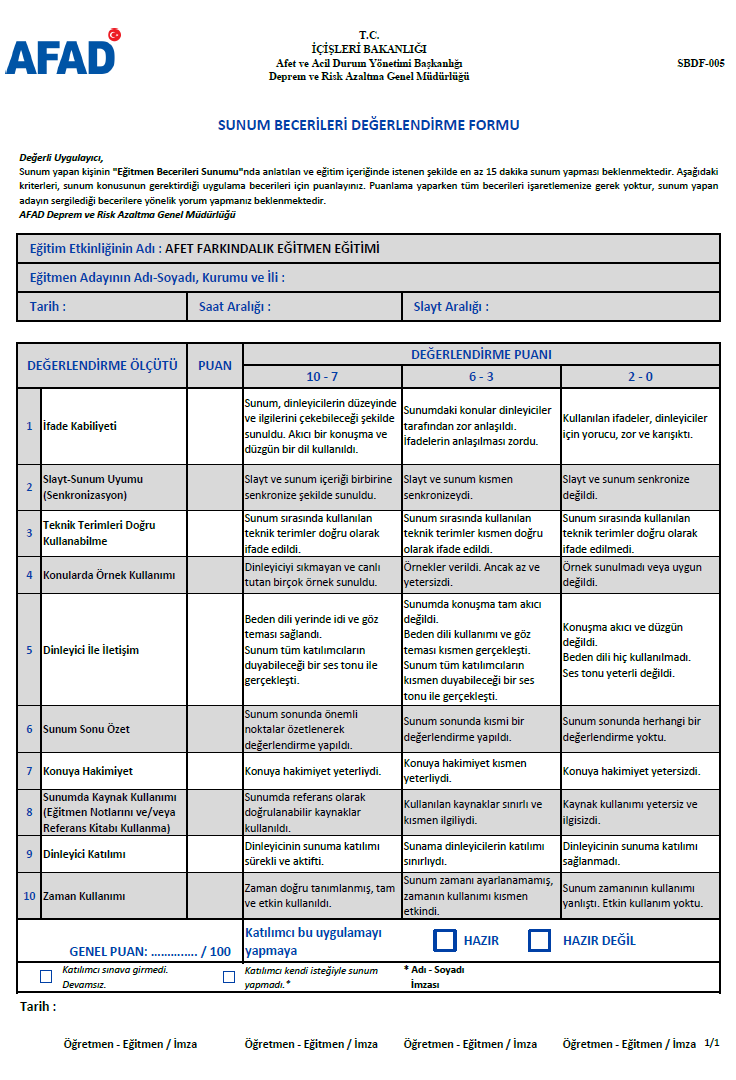 AFAD
T.C.
İÇİŞLERİ BAKANLIĞI
Afet ve Acil Durum Yönetimi Başkanlığı
Deprem ve Risk Azaltma Genel Müdürlüğü
SBDF-005
SUNUM BECERİLERİ DEĞERLENDİRME FORMU
Değerli Uygulayıcı,
Sunum yapan kişinin "Eğitmen Becerileri Sunumu"nda anlatılan ve eğitim içeriğinde istenen şekilde en az 15 dakika sunum yapması beklenmektedir. Aşağıdaki
kriterleri, sunum konusunun gerektirdiği uygulama becerileri için puanlayınız. Puanlama yaparken tüm becerileri işaretlemenize gerek yoktur, sunum yapan
adayın sergilediği becerilere yönelik yorum yapmanız beklenmektedir.
AFAD Deprem ve Risk Azaltma Genel Müdürlüğü
Eğitim Etkinliğinin Adı : AFET FARKINDALIK EĞİTMEN EĞİTİMİ
Eğitmen Adayının Adı-Soyadı, Kurumu ve İli :
Tarih : Saat Aralığı : Slayt Aralığı :
DEĞERLENDİRME ÖLÇÜTÜ PUAN DEĞERLENDİRME PUANI
10 - 7 6 - 3 2 - 0
1 İfade Kabiliyeti
Sunum, dinleyicilerin düzeyinde
ve ilgilerini çekebileceği şekilde
sunuldu. Akıcı bir konuşma ve
düzgün bir dil kullanıldı.
Sunumdaki konular dinleyiciler
tarafından zor anlaşıldı.
İfadelerin anlaşılması zordu.
Kullanılan ifadeler, dinleyiciler
için yorucu, zor ve karışıktı.
2 Slayt-Sunum Uyumu
(Senkronizasyon)
Slayt ve sunum içeriği birbirine
senkronize şekilde sunuldu.
Slayt ve sunum kısmen
senkronizeydi.
Slayt ve sunum senkronize
değildi.
3 Teknik Terimleri Doğru
Kullanabilme
Sunum sırasında kullanılan
teknik terimler doğru olarak
ifade edildi.
Sunum sırasında kullanılan
teknik terimler kısmen doğru
olarak ifade edildi.
Sunum sırasında kullanılan
teknik terimler doğru olarak
ifade edilmedi.
4 Konularda Örnek Kullanımı
Dinleyiciyi sıkmayan ve canlı
tutan birçok örnek sunuldu.
Örnekler verildi. Ancak az ve
yetersizdi.
Örnek sunulmadı veya uygun
değildi.
5 Dinleyici İle İletişim
Beden dili yerinde idi ve göz
teması sağlandı.
Sunum tüm katılımcıların
duyabileceği bir ses tonu ile
gerçekleşti.
Sunumda konuşma tam akıcı
değildi.
Beden dili kullanımı ve göz
teması kısmen gerçekleşti.
Sunum tüm katılımcıların
kısmen duyabileceği bir ses
tonu ile gerçekleşti.
Konuşma akıcı ve düzgün
değildi.
Beden dili hiç kullanılmadı.
Ses tonu yeterli değildi.
6 Sunum Sonu Özet
Sunum sonunda önemli
noktalar özetlenerek
değerlendirme yapıldı.
Sunum sonunda kısmi bir
değerlendirme yapıldı.
Sunum sonunda herhangi bir
değerlendirme yoktu.
7 Konuya Hakimiyet
Konuya hakimiyet yeterliydi.
Konuya hakimiyet kısmen
yeterliydi.
Konuya hakimiyet yetersizdi.
8 Sunumda Kaynak Kullanımı
(Eğitmen Notlarını ve/veya
Referans Kitabı Kullanma)
Sunumda referans olarak
doğrulanabilir kaynaklar
kullanıldı.
Kullanılan kaynaklar sınırlı ve
kısmen ilgiliydi.
Kaynak kullanımı yetersiz ve
ilgisizdi.
9 Dinleyici Katılımı
Dinleyicinin sunuma katılımı
sürekli ve aktifti.
Sunama dinleyicilerin katılımı
sınırlıydı.
Dinleyicinin sunuma katılımı
sağlanmadı.
10 Zaman Kullanımı
Zaman doğru tanımlanmış, tam
ve etkin kullanıldı.
Sunum zamanı ayarlanamamış,
zamanın kullanımı kısmen
etkindi.
Sunum zamanının kullanımı
yanlıştı. Etkin kullanım yoktu.
GENEL PUAN: ............. / 100
Katılımcı bu uygulamayı
yapmaya
HAZIR HAZIR DEĞİL
Katılımcı sınava girmedi.
Devamsız.
Katılımcı kendi isteğiyle sunum
yapmadı.*
* Adı - Soyadı
İmzası
Tarih :
Öğretmen - Eğitmen / İmza Öğretmen - Eğitmen / İmza Öğretmen - Eğitmen / İmza Öğretmen - Eğitmen / İmza 1/1